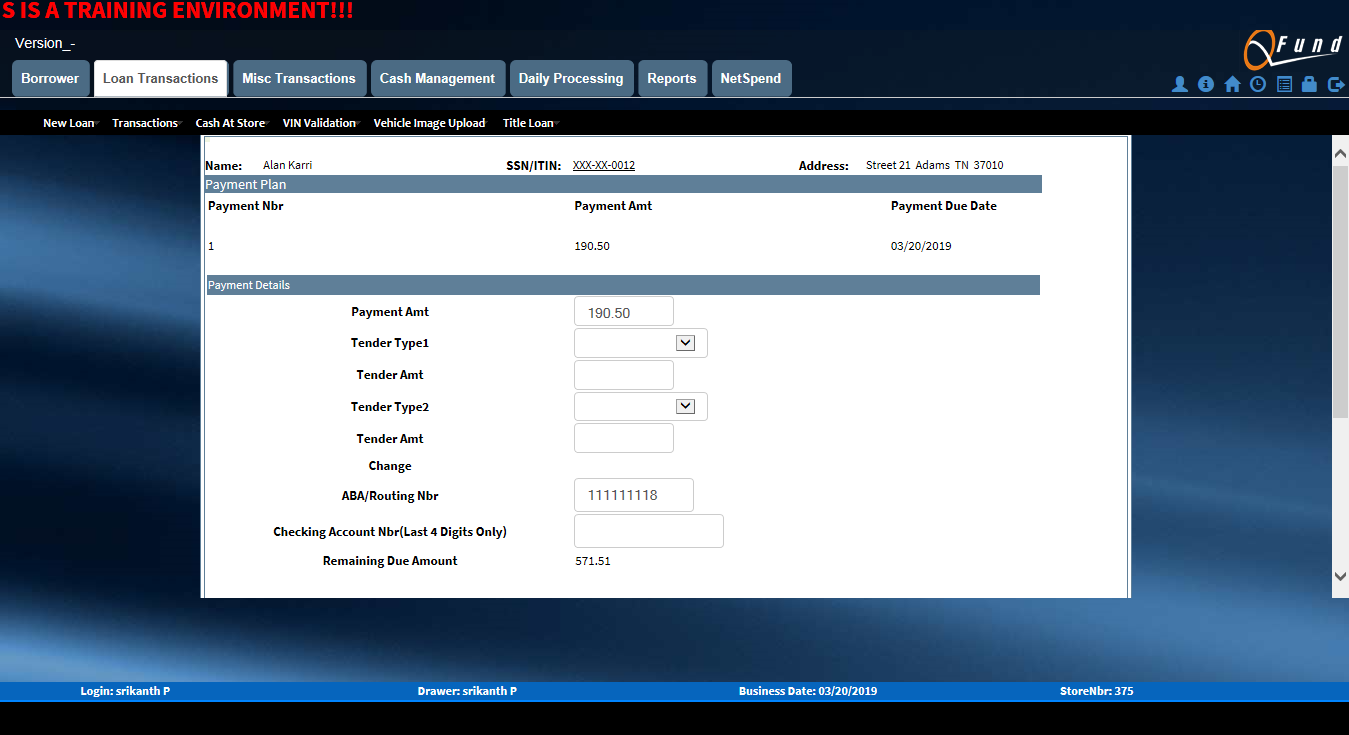 S IS A TRAINING ENVIRONMENT!!!
Version_-
QFund
Borrower Loan Transactions Misc Transactions Cash Management Daily Processing Reports NetSpend
New Loan Transactions Cash At Store VIN Validation Vehicle Image Upload Title Loan
Name: Alan Karri SSN/ITIN: XXX-XX-0012 Address: Street 21 Adams TN 37010
Payment Plan
Payment Nbr Payment Amt Payment Due Date
1 190.50 03/20/2019
Payment Details
Payment Amt 190.50
Tender Type1
Tender Amt
Tender Type2
Tender Amt
Change
ABA/Routing Nbr 111111118
Checking Account Nbr(Last 4 Digits Only)
Remaining Due Amount 571.51
Login: srikanth P Drawer: srikanth P Business Date: 03/20/2019 StoreNbr: 375